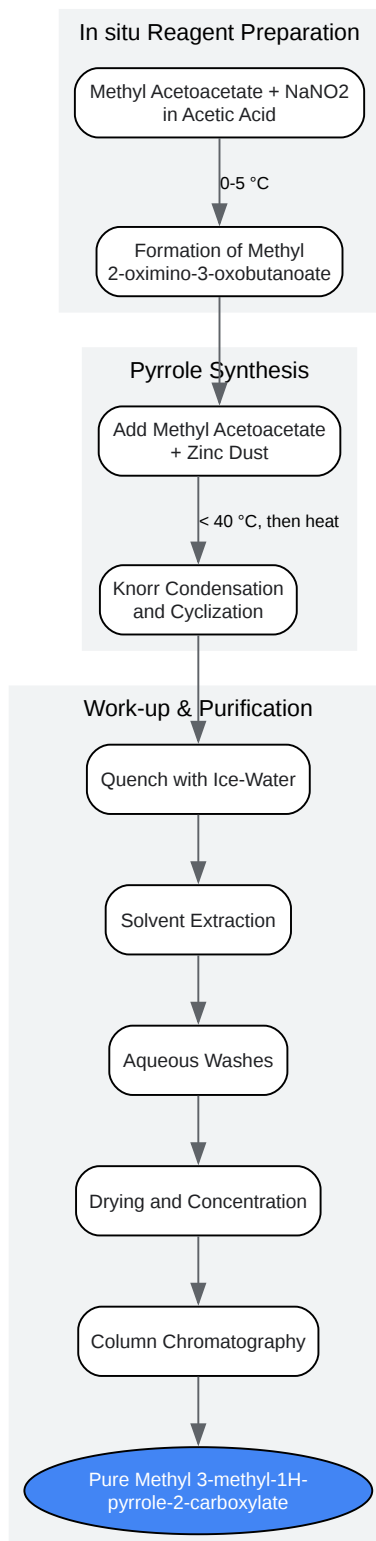 In situ Reagent Preparation
Methyl Acetoacetate + NaNO2
in Acetic Acid
0-5 °C
Formation of Methyl
2-oximino-3-oxobutanoate
Pyrrole Synthesis
Add Methyl Acetoacetate
+ Zinc Dust
< 40 °C, then heat
Knorr Condensation
and Cyclization
Work-up & Purification
Quench with Ice-Water
Solvent Extraction
Aqueous Washes
Drying and Concentration
Column Chromatography
Pure Methyl 3-methyl-1H-
pyrrole-2-carboxylate